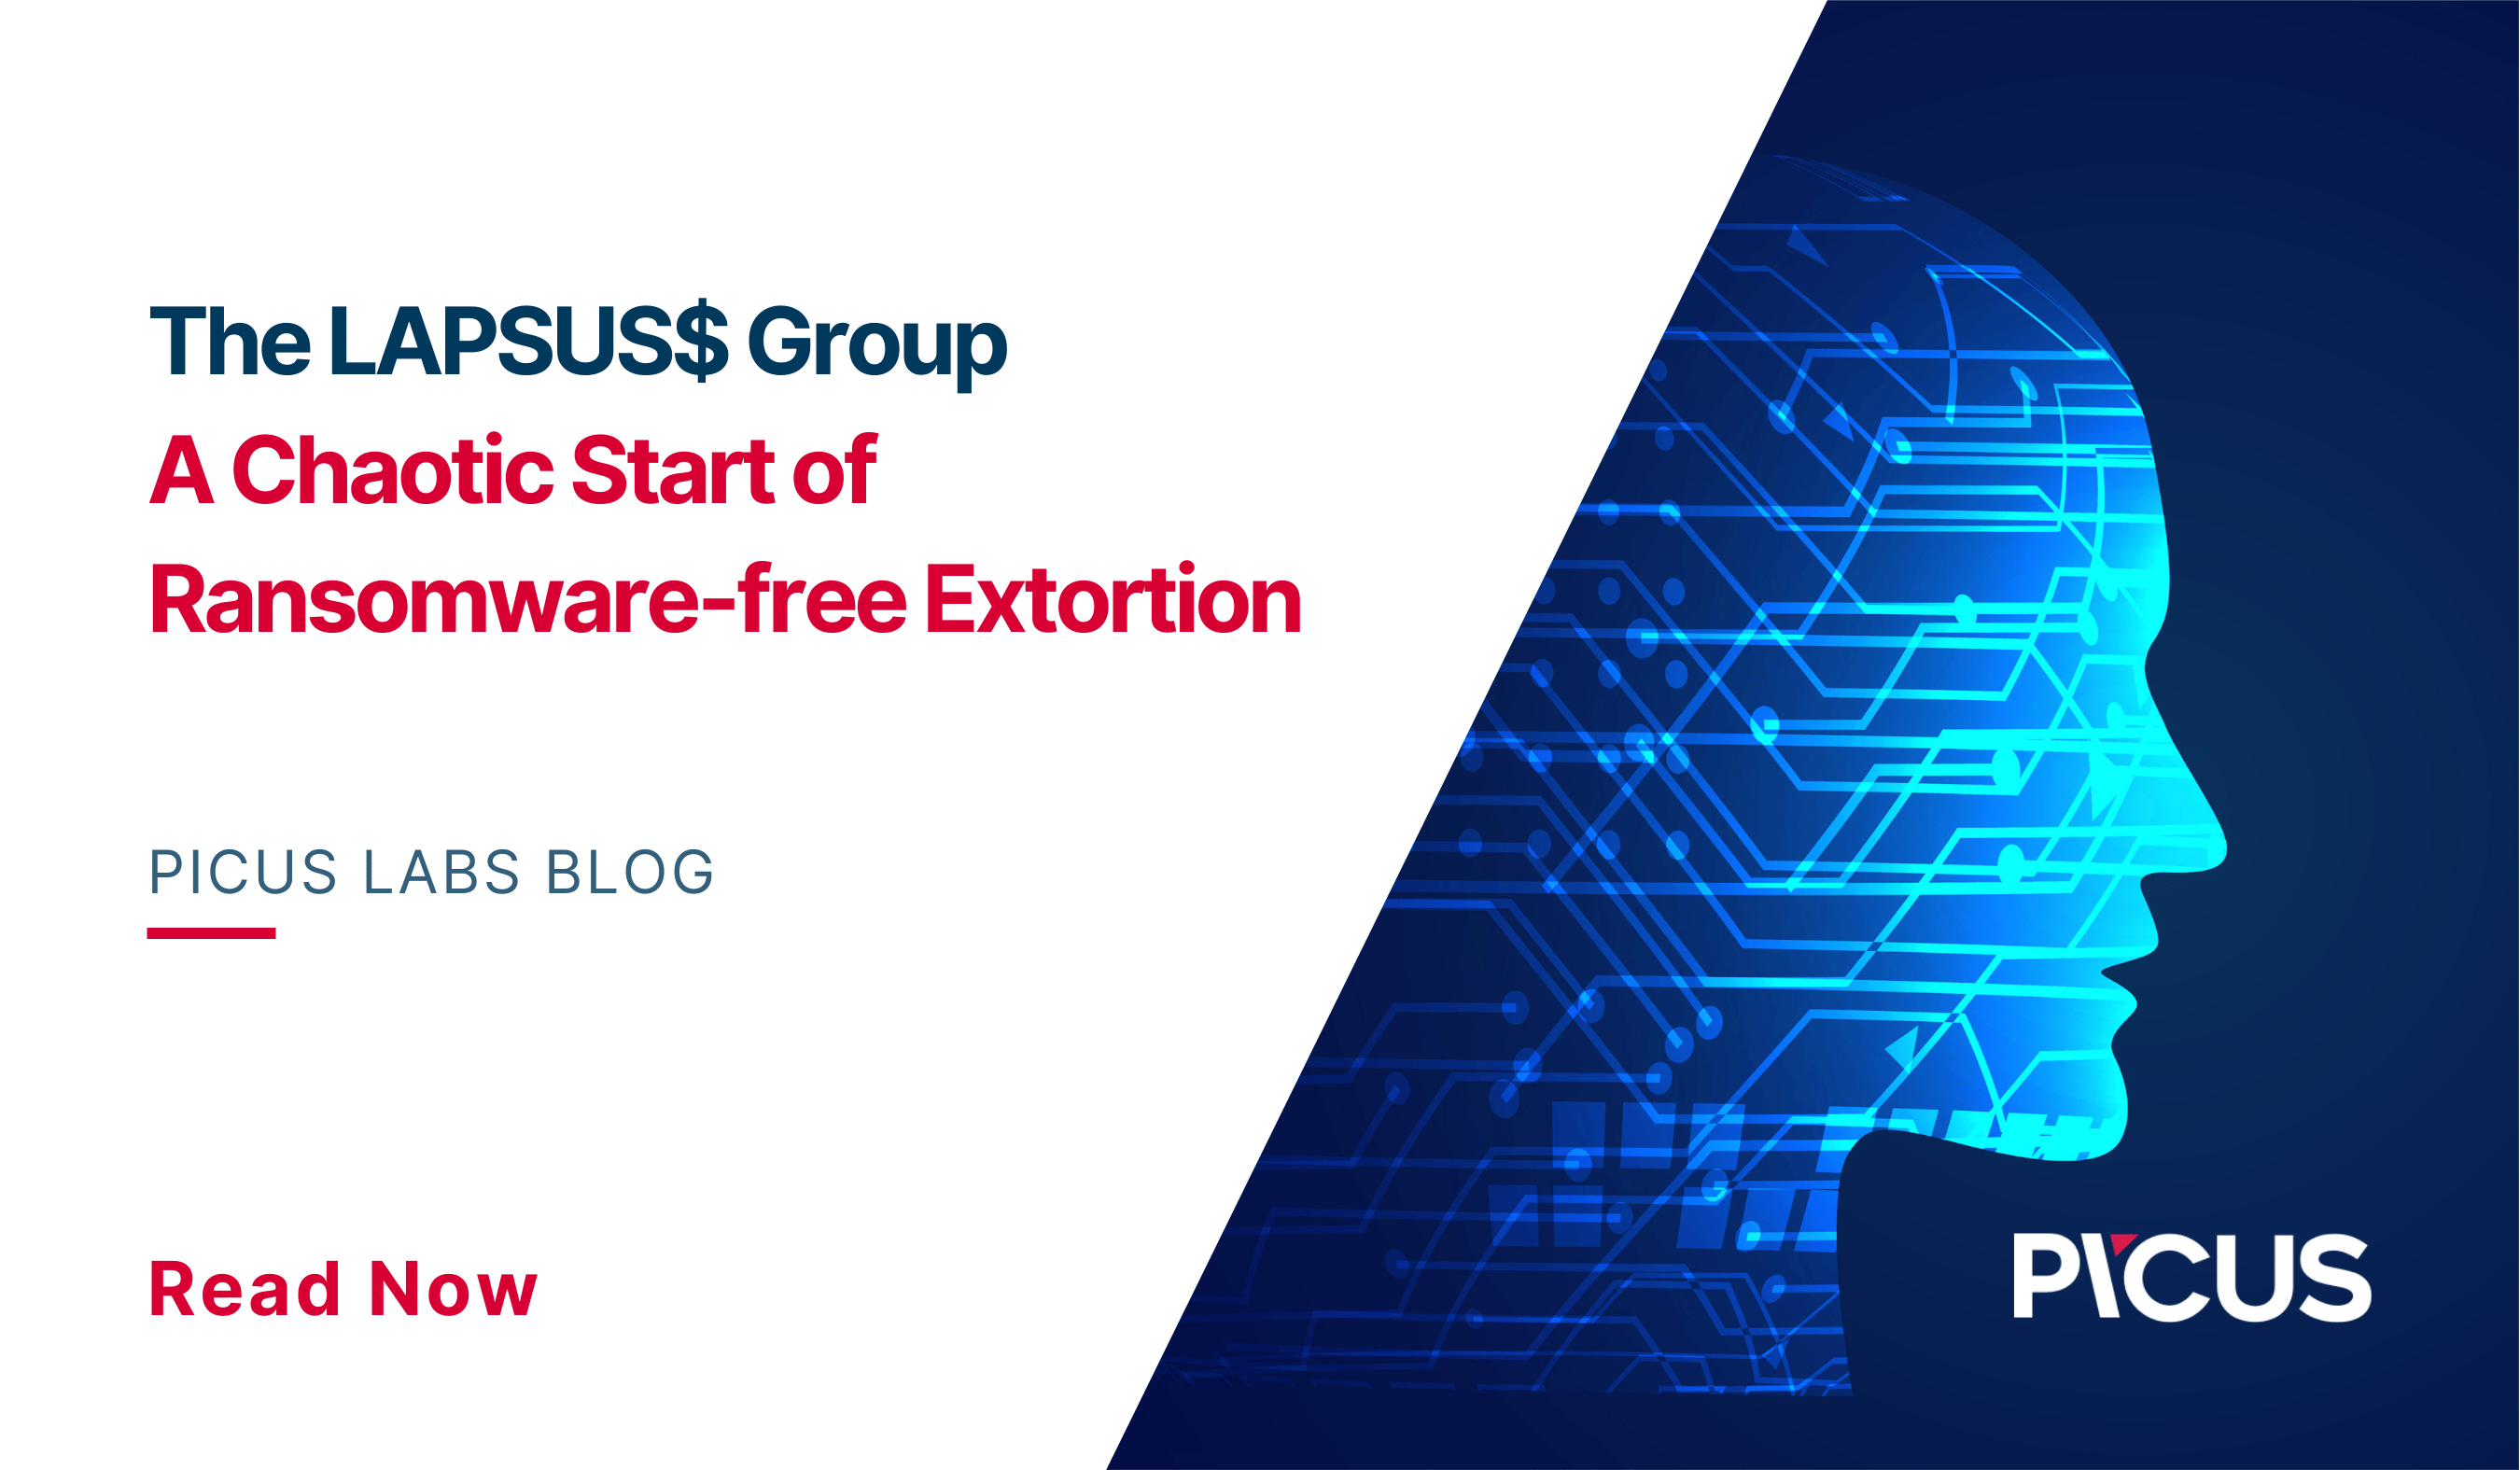 The LAPSUS$ Group
A Chaotic Start of
Ransomware-free Extortion
PICUS LABS BLOG
Read Now
PICUS